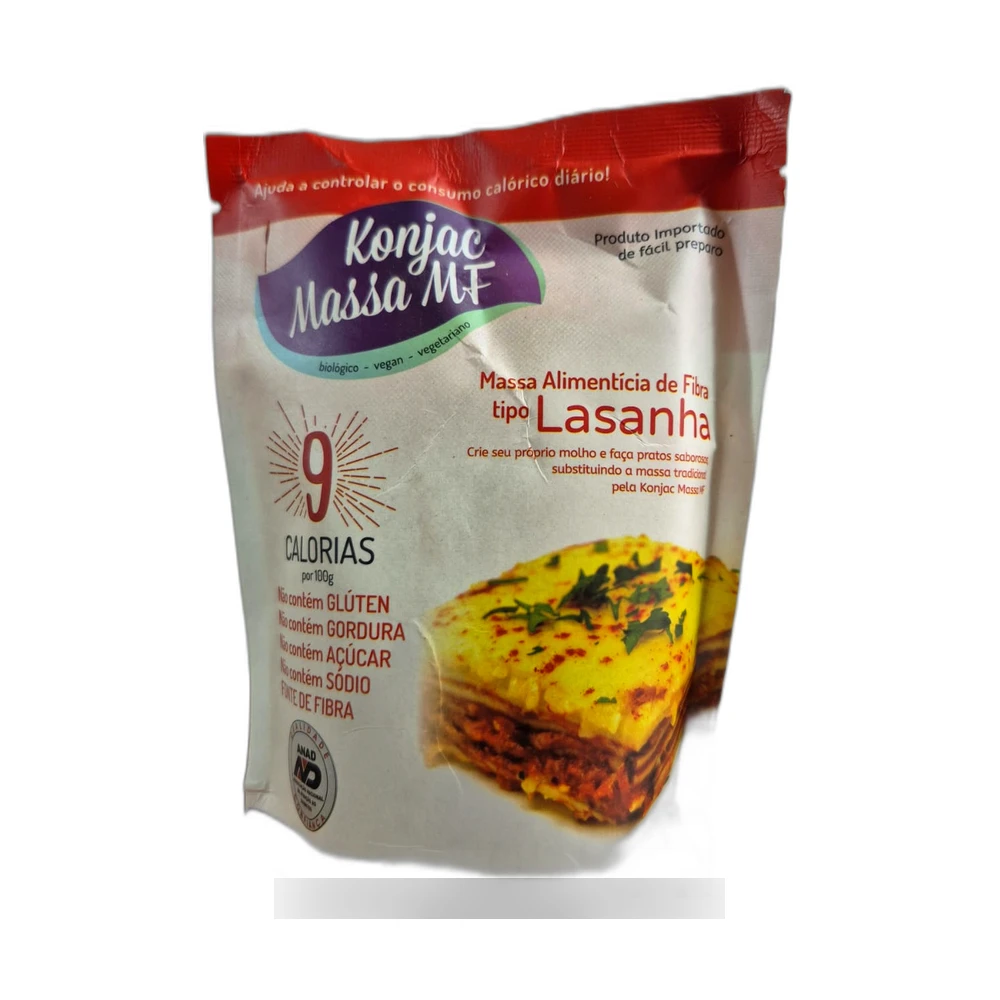 Ajuda a controlar o consumo calórico diário!
Konjac
Massa MF
biológico - vegan - vegetariano
Produto Importado
de fácil preparo
Massa Alimentícia de Fibra
tipo Lasanha
Crie seu próprio molho e faça pratos saborosos,
substituindo a massa tradicional
pela Konjac Massa MF
9
CALORIAS
por 100g
Não contém GLÚTEN
Não contém GORDURA
Não contém AÇÚCAR
Não contém SÓDIO
FONTE DE FIBRA
QUALIDADE
ANAD
CONFIANÇA